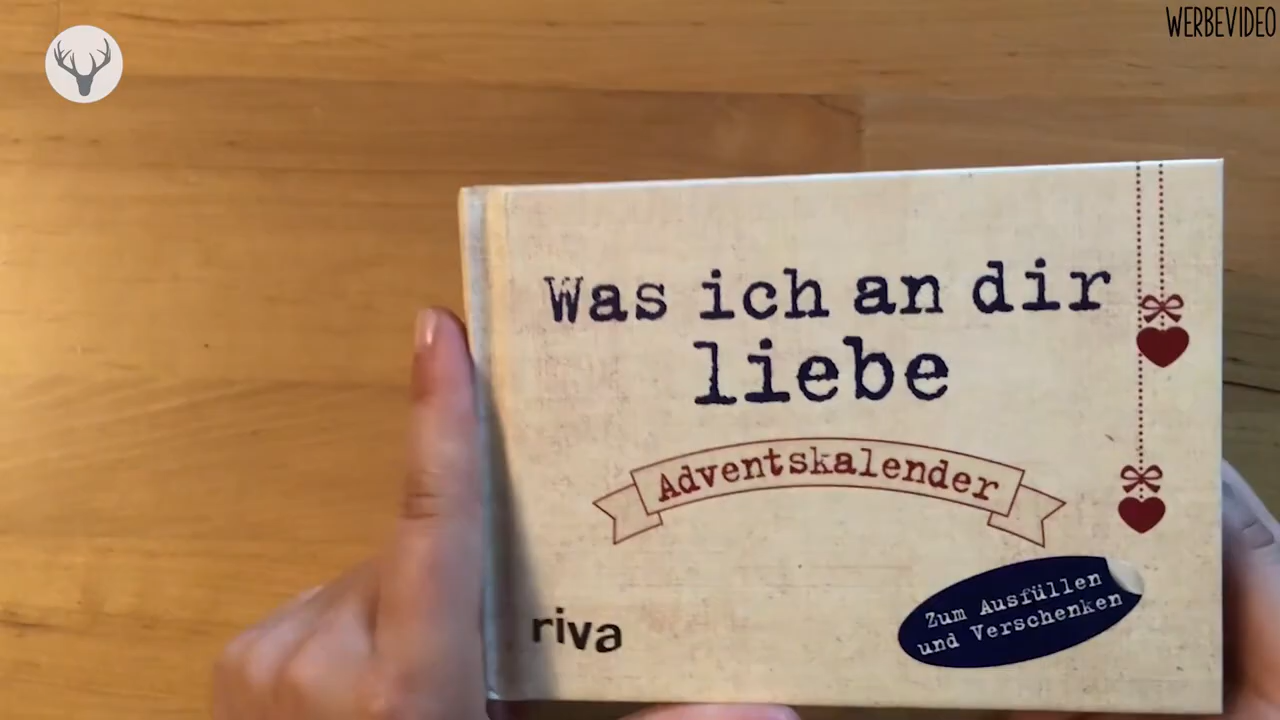 WERBEVIDEO
Was ich an dir
liebe
Adventskalender
Zum Ausfüllen
und Verschenken
riva